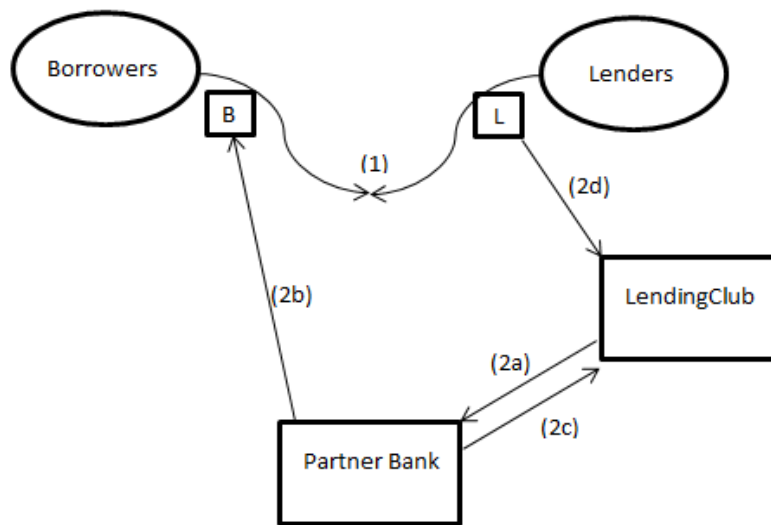 Borrowers
Lenders
B
L
(1)
(2d)
(2b)
LendingClub
(2a)
(2c)
Partner Bank